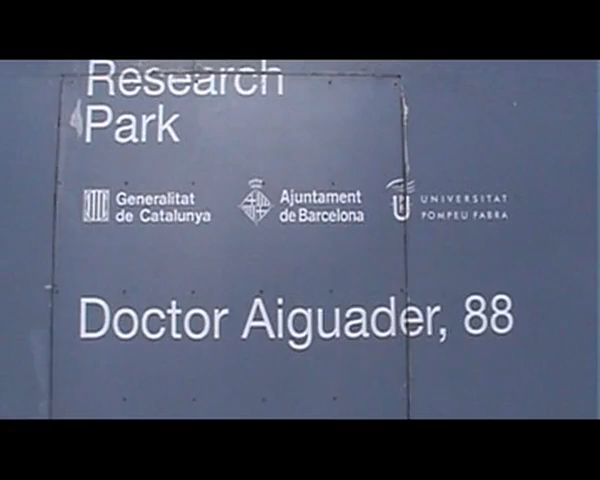 Research
Park
Generalitat
de Catalunya
Ajuntament
de Barcelona
UNIVERSITAT
POMPEU FABRA
Doctor Aiguader, 88